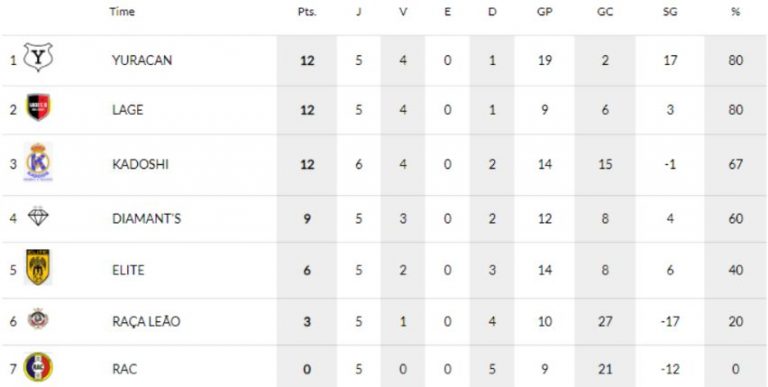 Time Pts. J V E D GP GC SG %
1 Y YURACAN 12 5 4 0 1 19 2 17 80
2 LAGE 12 5 4 0 1 9 6 3 80
3 K KADOSHI 12 6 4 0 2 14 15 -1 67
4 DIAMANT'S 9 5 3 0 2 12 8 4 60
5 ELITE ELITE 6 5 2 0 3 14 8 6 40
6 RAÇA LEÃO 3 5 1 0 4 10 27 -17 20
7 RAC RAC 0 5 0 0 5 9 21 -12 0